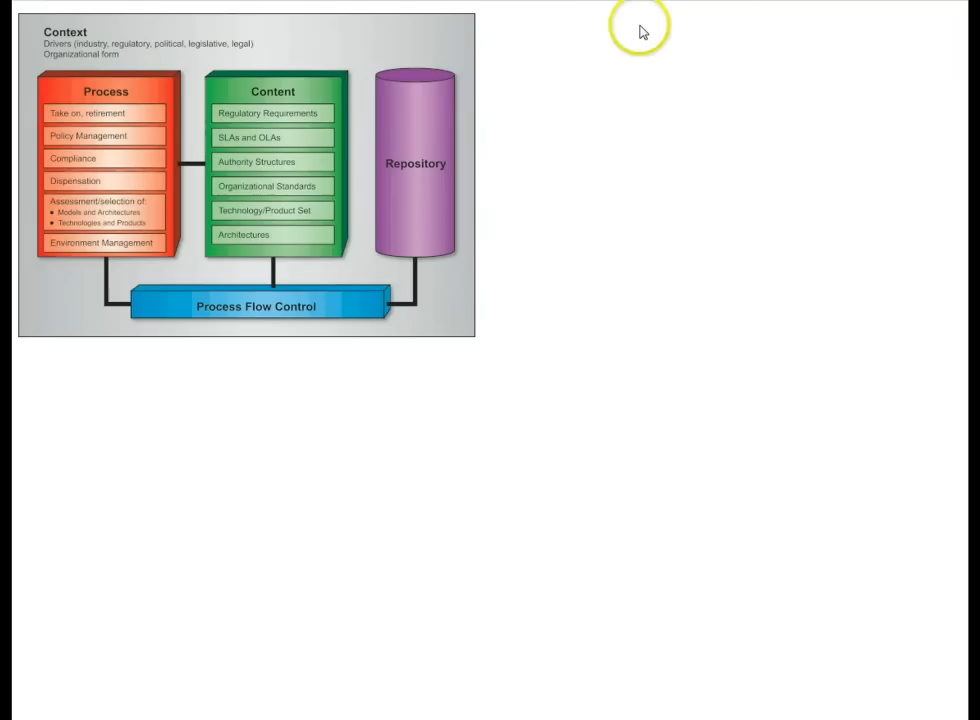 Context
Drivers (industry, regulatory, political, legislative, legal)
Organizational form
Process
Take on, retirement
Policy Management
Compliance
Dispensation
Assessment/selection of:
● Models and Architectures
● Technologies and Products
Environment Management
Content
Regulatory Requirements
SLAs and OLAs
Authority Structures
Organizational Standards
Technology/Product Set
Architectures
Repository
Process Flow Control